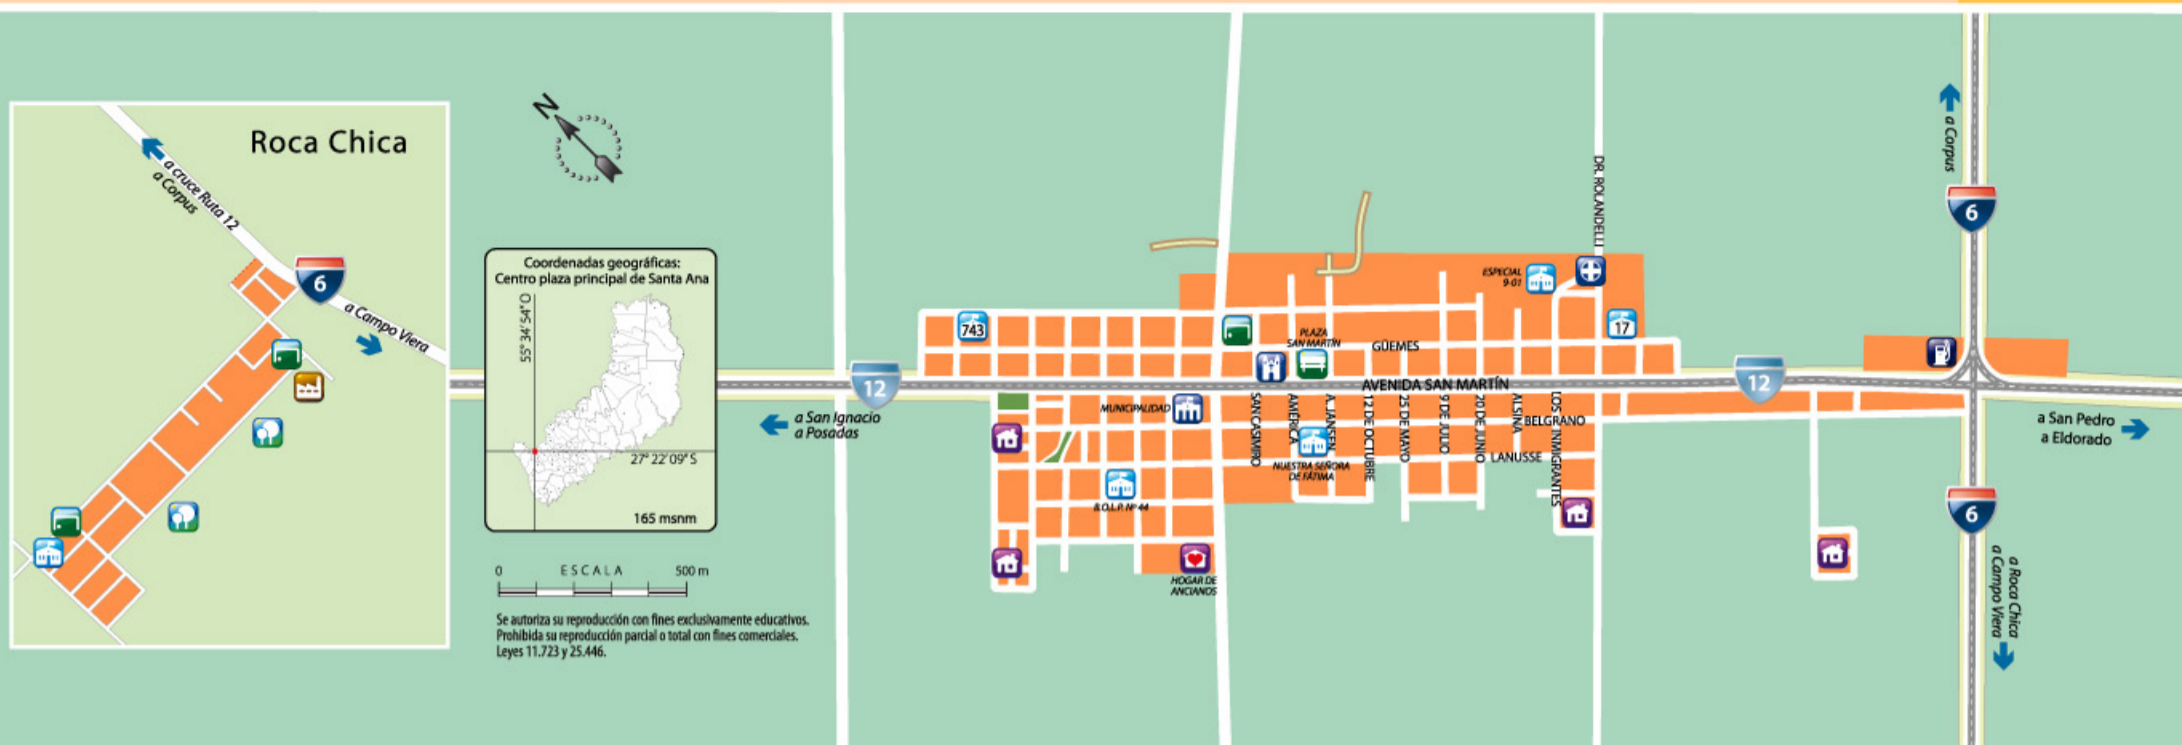 Roca Chica
a cruce Ruta 12
a Corpus
6
a Campo Viera
N
Coordenadas geográficas:
Centro plaza principal de Santa Ana
55° 34' 54" O
27° 22' 09" S
165 msnm
0 ESCALA 500 m
Se autoriza su reproducción con fines exclusivamente educativos.
Prohibida su reproducción parcial o total con fines comerciales.
Leyes 11.723 y 25.446.
12
a San Ignacio
a Posadas
743
MUNICIPALIDAD
B.O.L.P. Nº 44
HOGAR DE
ANCIANOS
PLAZA
SAN MARTÍN
GÜEMES
AVENIDA SAN MARTÍN
SAN CASIMIRO
AMÉRICA
A. JANSEN
12 DE OCTUBRE
25 DE MAYO
9 DE JULIO
20 DE JUNIO
ALSINA
LOS INMIGRANTES
BELGRANO
LANUSSE
NUESTRA SEÑORA
DE FÁTIMA
ESPECIAL
9-01
DR. ROLANDELLI
17
12
a Corpus
6
a San Pedro
a Eldorado
6
a Roca Chica
a Campo Viera